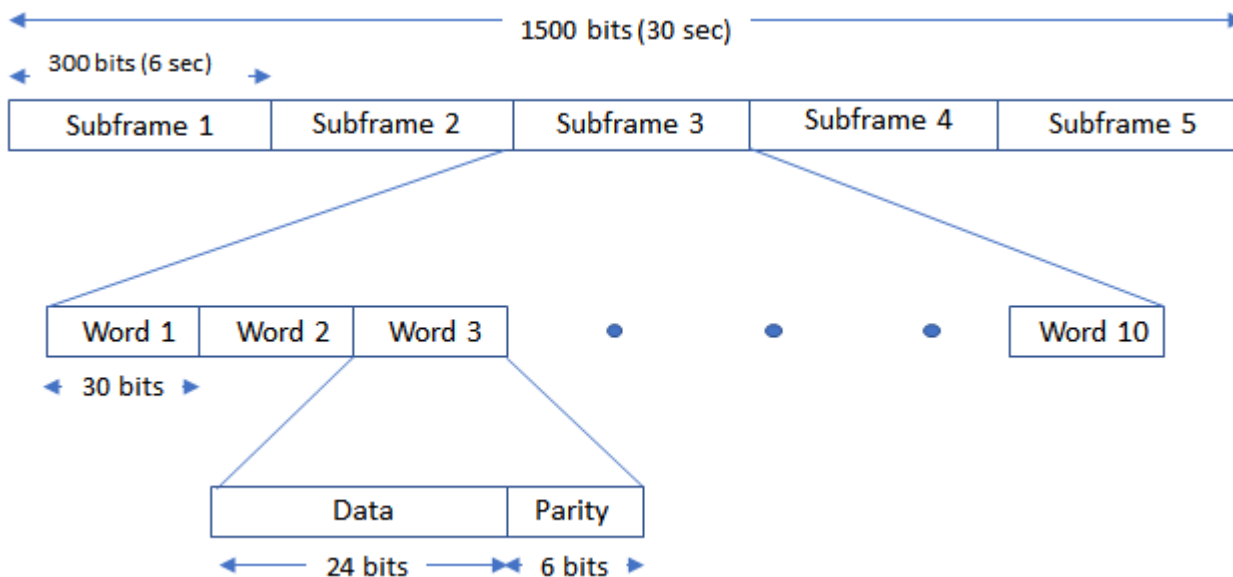 1500 bits (30 sec)
300 bits (6 sec)
Subframe 1 Subframe 2 Subframe 3 Subframe 4 Subframe 5
Word 1 Word 2 Word 3 Word 10
30 bits
Data Parity
24 bits 6 bits